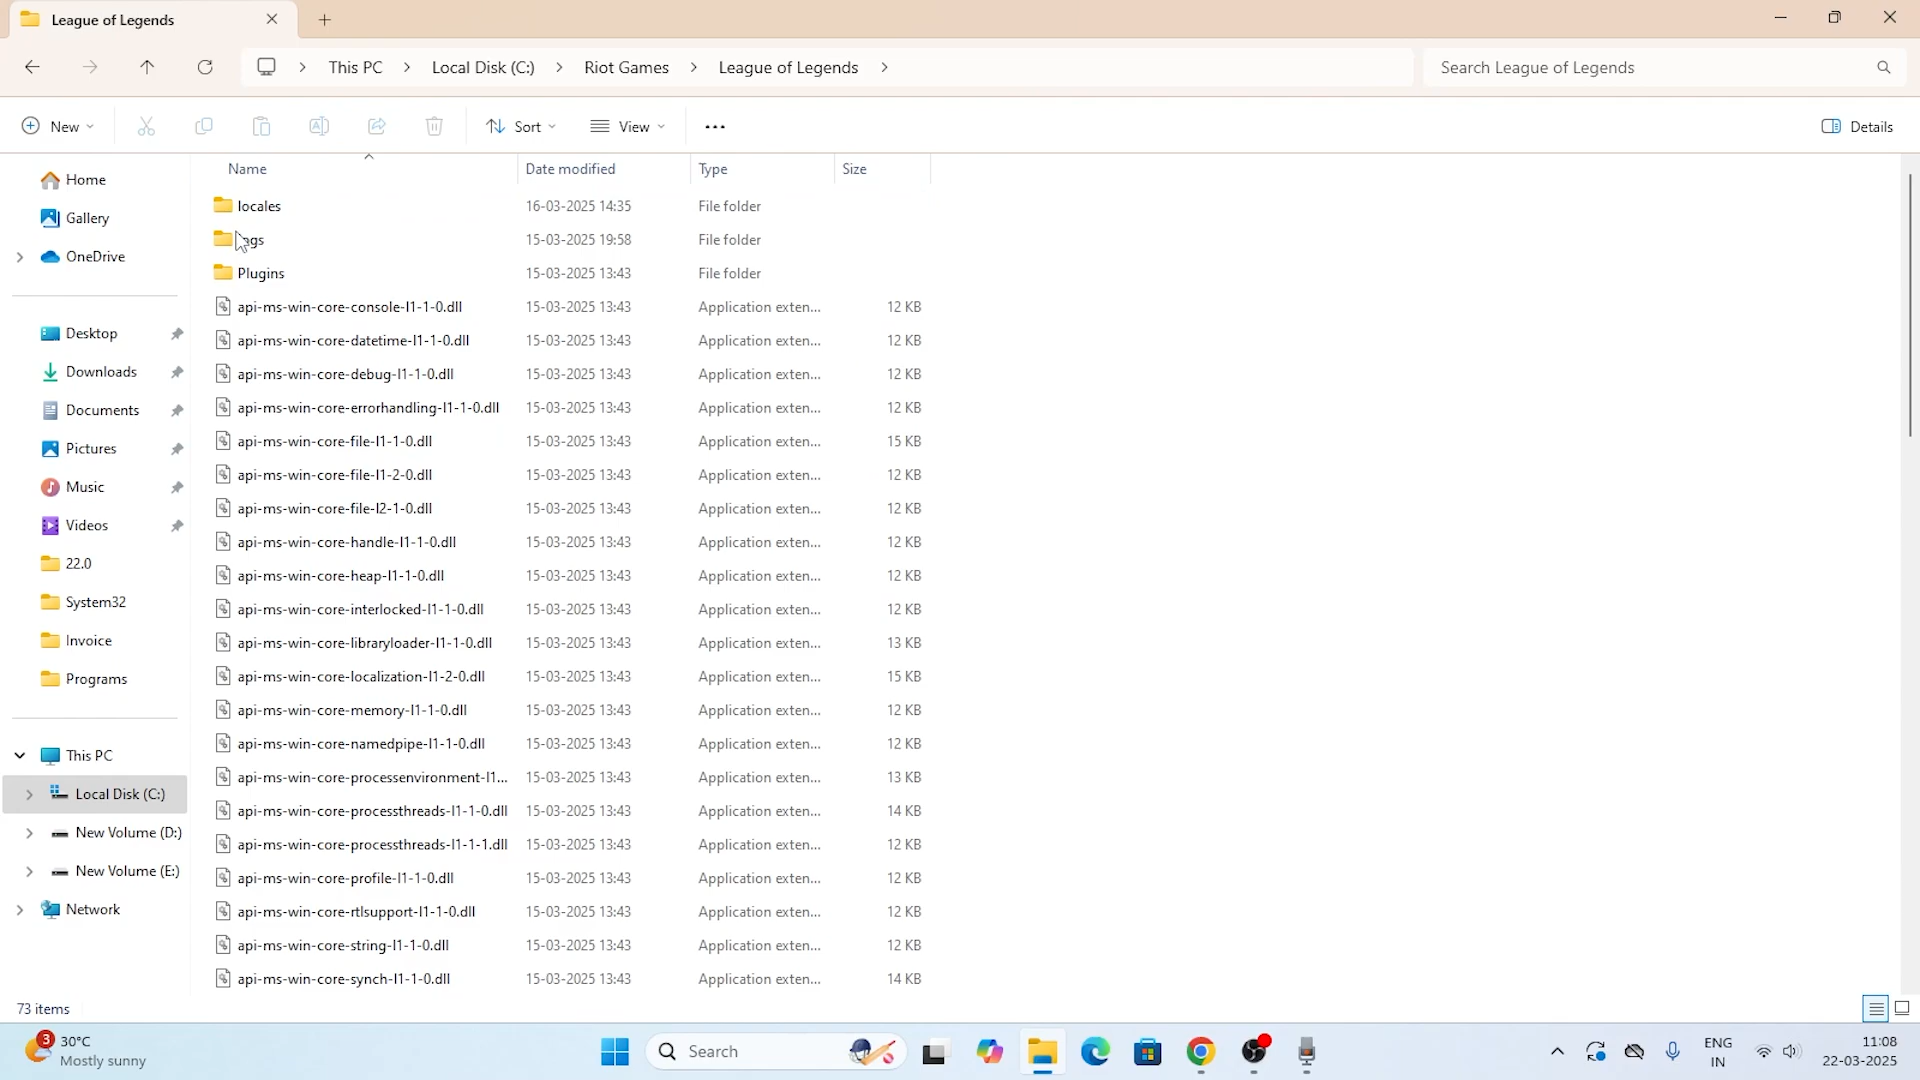 League of Legends
This PC > Local Disk (C:) > Riot Games > League of Legends >
Search League of Legends
New
Sort
View
Details
Home
Gallery
OneDrive
Desktop
Downloads
Documents
Pictures
Music
Videos
22.0
System32
Invoice
Programs
This PC
Local Disk (C:)
New Volume (D:)
New Volume (E:)
Network
Name Date modified Type Size
locales 16-03-2025 14:35 File folder
15-03-2025 19:58 File folder
Plugins 15-03-2025 13:43 File folder
api-ms-win-core-console-l1-1-0.dll 15-03-2025 13:43 Application exten... 12 KB
api-ms-win-core-datetime-l1-1-0.dll 15-03-2025 13:43 Application exten... 12 KB
api-ms-win-core-debug-l1-1-0.dll 15-03-2025 13:43 Application exten... 12 KB
api-ms-win-core-errorhandling-l1-1-0.dll 15-03-2025 13:43 Application exten... 12 KB
api-ms-win-core-file-l1-1-0.dll 15-03-2025 13:43 Application exten... 15 KB
api-ms-win-core-file-l1-2-0.dll 15-03-2025 13:43 Application exten... 12 KB
api-ms-win-core-file-l2-1-0.dll 15-03-2025 13:43 Application exten... 12 KB
api-ms-win-core-handle-l1-1-0.dll 15-03-2025 13:43 Application exten... 12 KB
api-ms-win-core-heap-l1-1-0.dll 15-03-2025 13:43 Application exten... 12 KB
api-ms-win-core-interlocked-l1-1-0.dll 15-03-2025 13:43 Application exten... 12 KB
api-ms-win-core-libraryloader-l1-1-0.dll 15-03-2025 13:43 Application exten... 13 KB
api-ms-win-core-localization-l1-2-0.dll 15-03-2025 13:43 Application exten... 15 KB
api-ms-win-core-memory-l1-1-0.dll 15-03-2025 13:43 Application exten... 12 KB
api-ms-win-core-namedpipe-l1-1-0.dll 15-03-2025 13:43 Application exten... 12 KB
api-ms-win-core-processenvironment-l1... 15-03-2025 13:43 Application exten... 13 KB
api-ms-win-core-processthreads-l1-1-0.dll 15-03-2025 13:43 Application exten... 14 KB
api-ms-win-core-processthreads-l1-1-1.dll 15-03-2025 13:43 Application exten... 12 KB
api-ms-win-core-profile-l1-1-0.dll 15-03-2025 13:43 Application exten... 12 KB
api-ms-win-core-rtlsupport-l1-1-0.dll 15-03-2025 13:43 Application exten... 12 KB
api-ms-win-core-string-l1-1-0.dll 15-03-2025 13:43 Application exten... 12 KB
api-ms-win-core-synch-l1-1-0.dll 15-03-2025 13:43 Application exten... 14 KB
73 items
3
30°C
Mostly sunny
Search
ENG
IN
11:08
22-03-2025